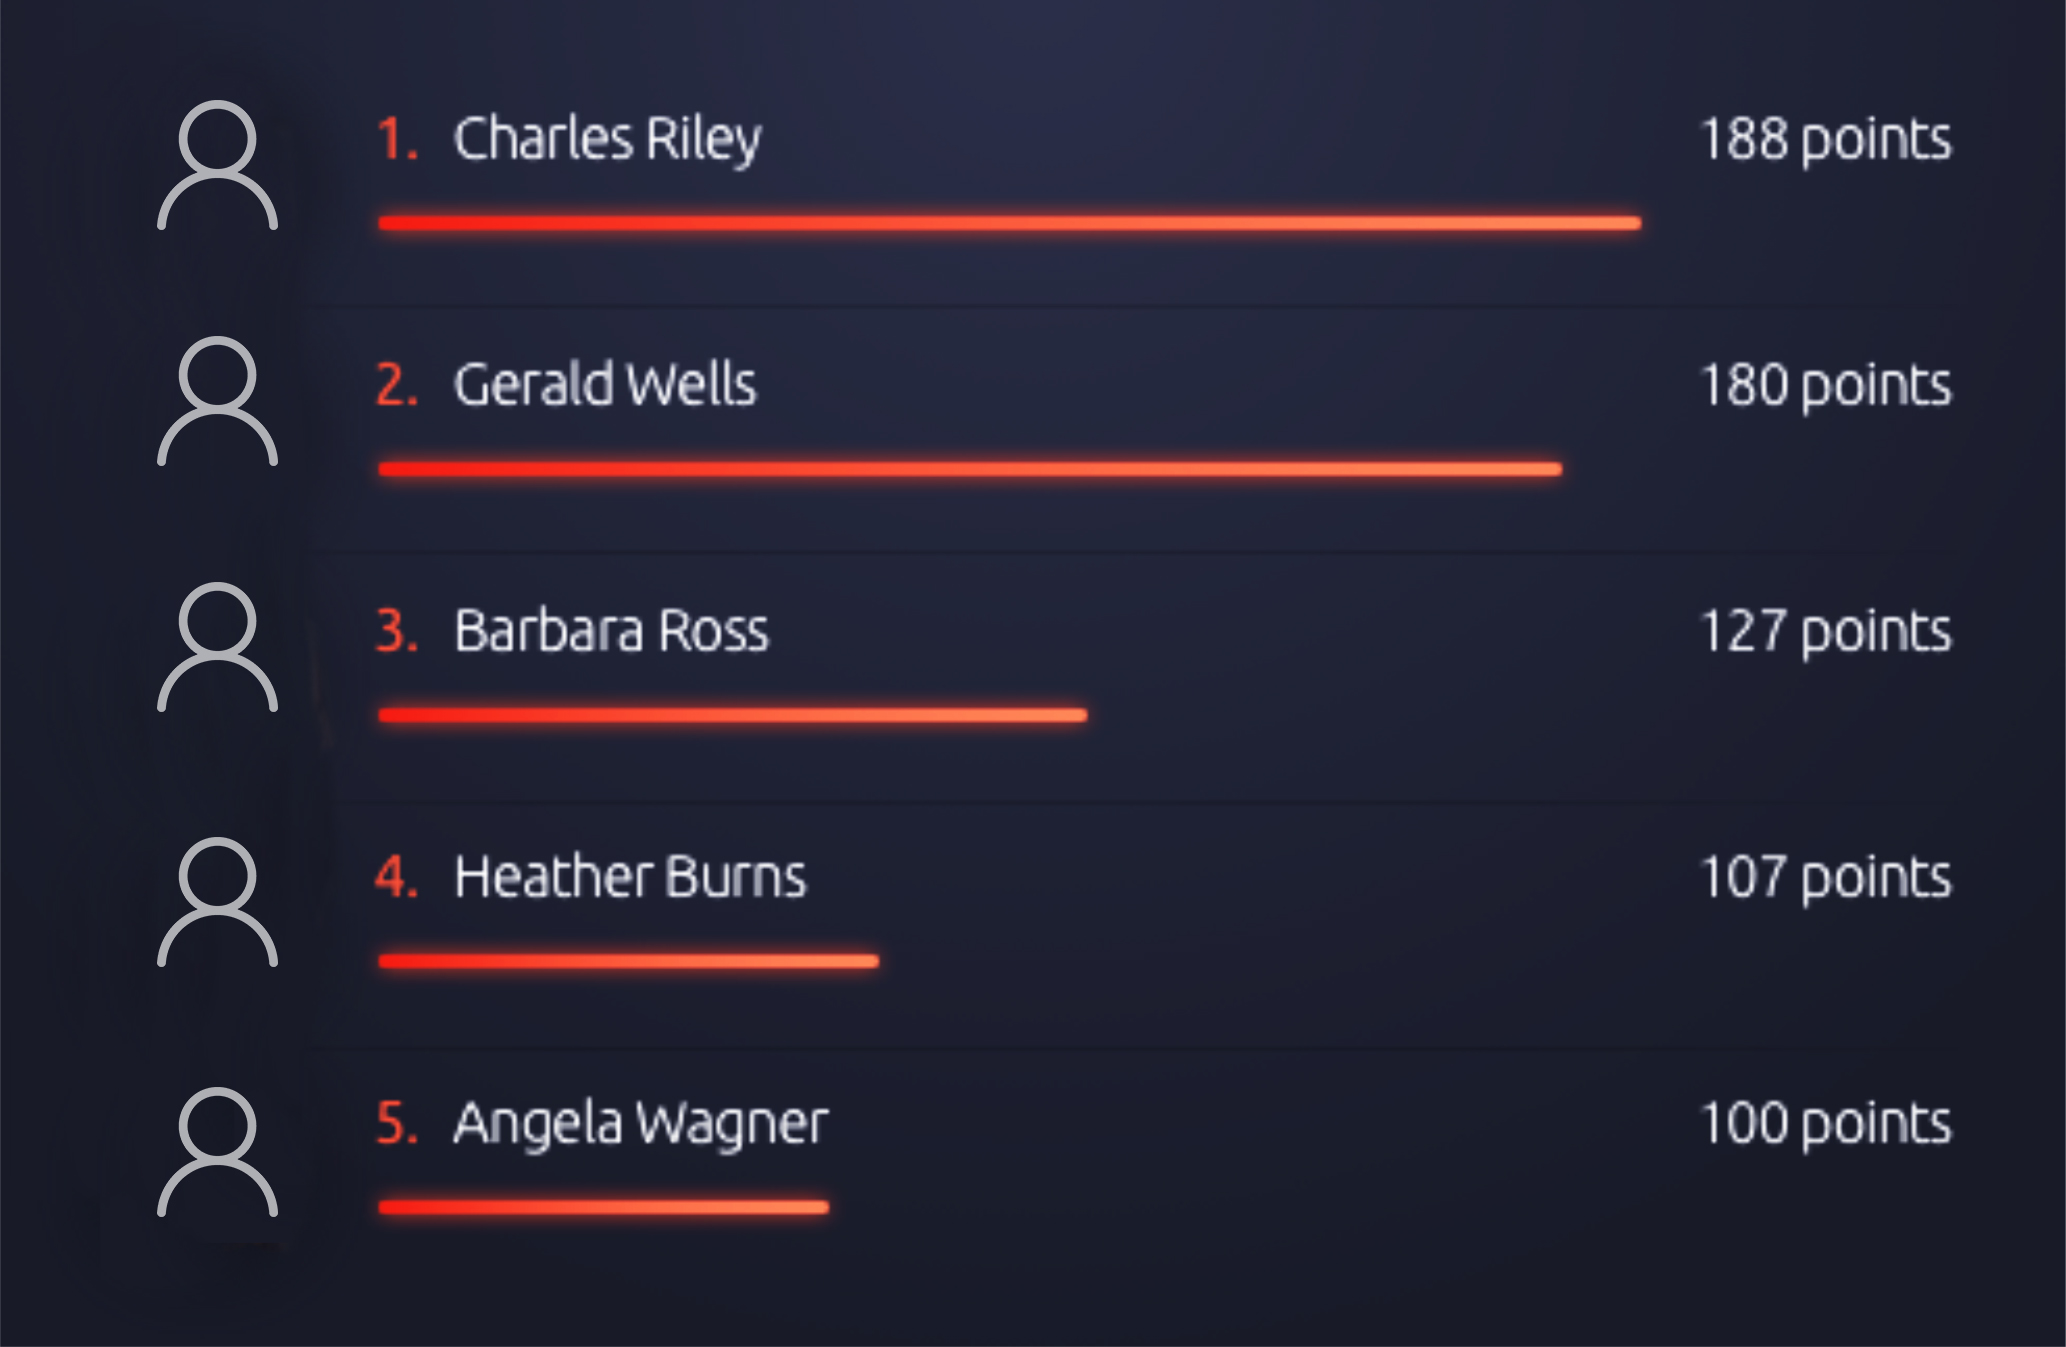 1. Charles Riley 188 points
2. Gerald Wells 180 points
3. Barbara Ross 127 points
4. Heather Burns 107 points
5. Angela Wagner 100 points